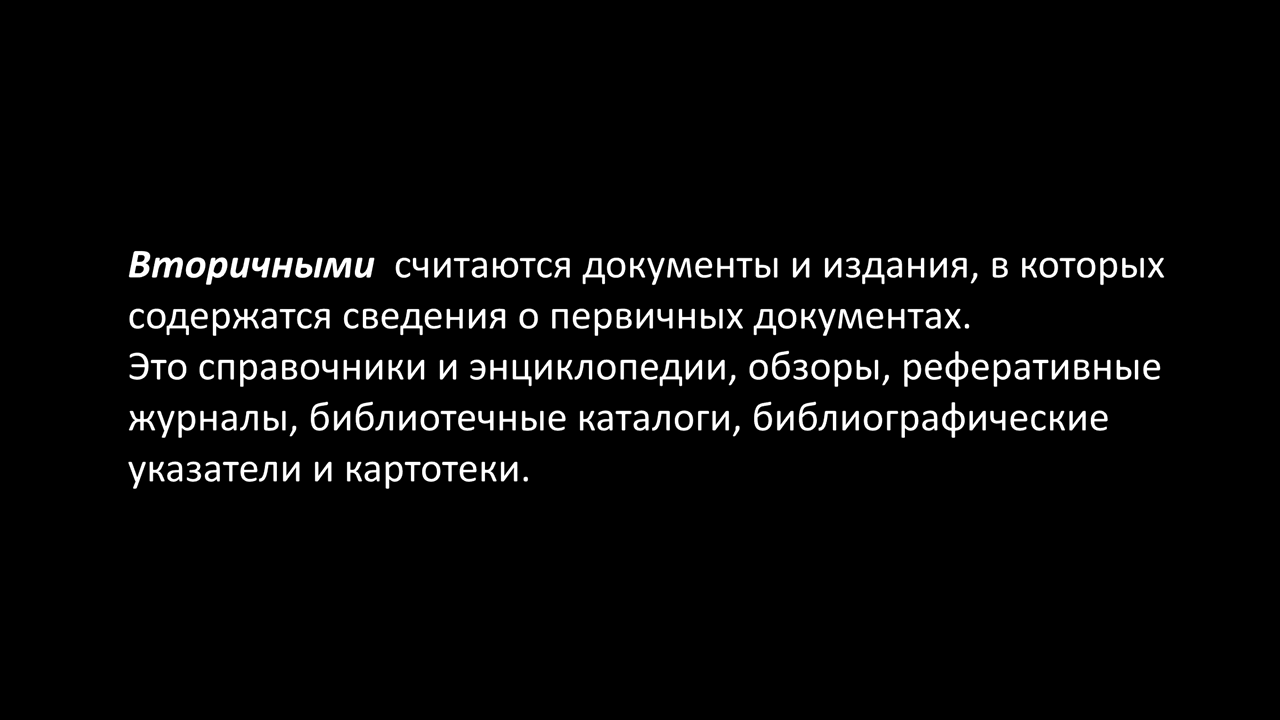 Вторичными  считаются документы и издания, в которых
содержатся сведения о первичных документах.
Это справочники и энциклопедии, обзоры, реферативные
журналы, библиотечные каталоги, библиографические
указатели и картотеки.